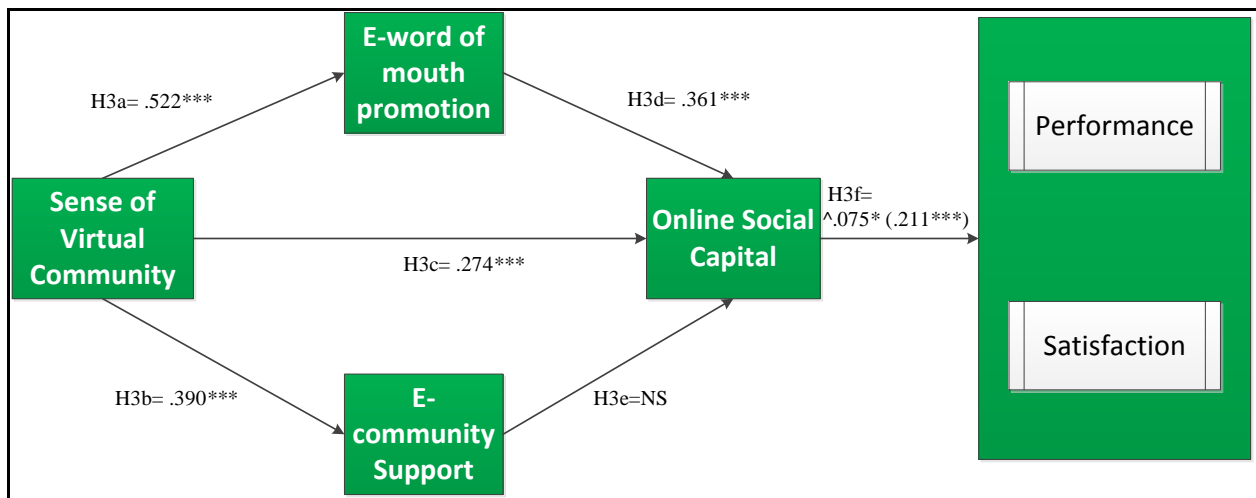 E-word of
mouth
promotion
H3a= .522***
H3d= .361***
Performance
Sense of
Virtual
Community
H3c= .274***
Online Social
Capital
H3f=
^.075* (.211***)
H3b= .390***
E-
community
Support
H3e=NS
Satisfaction